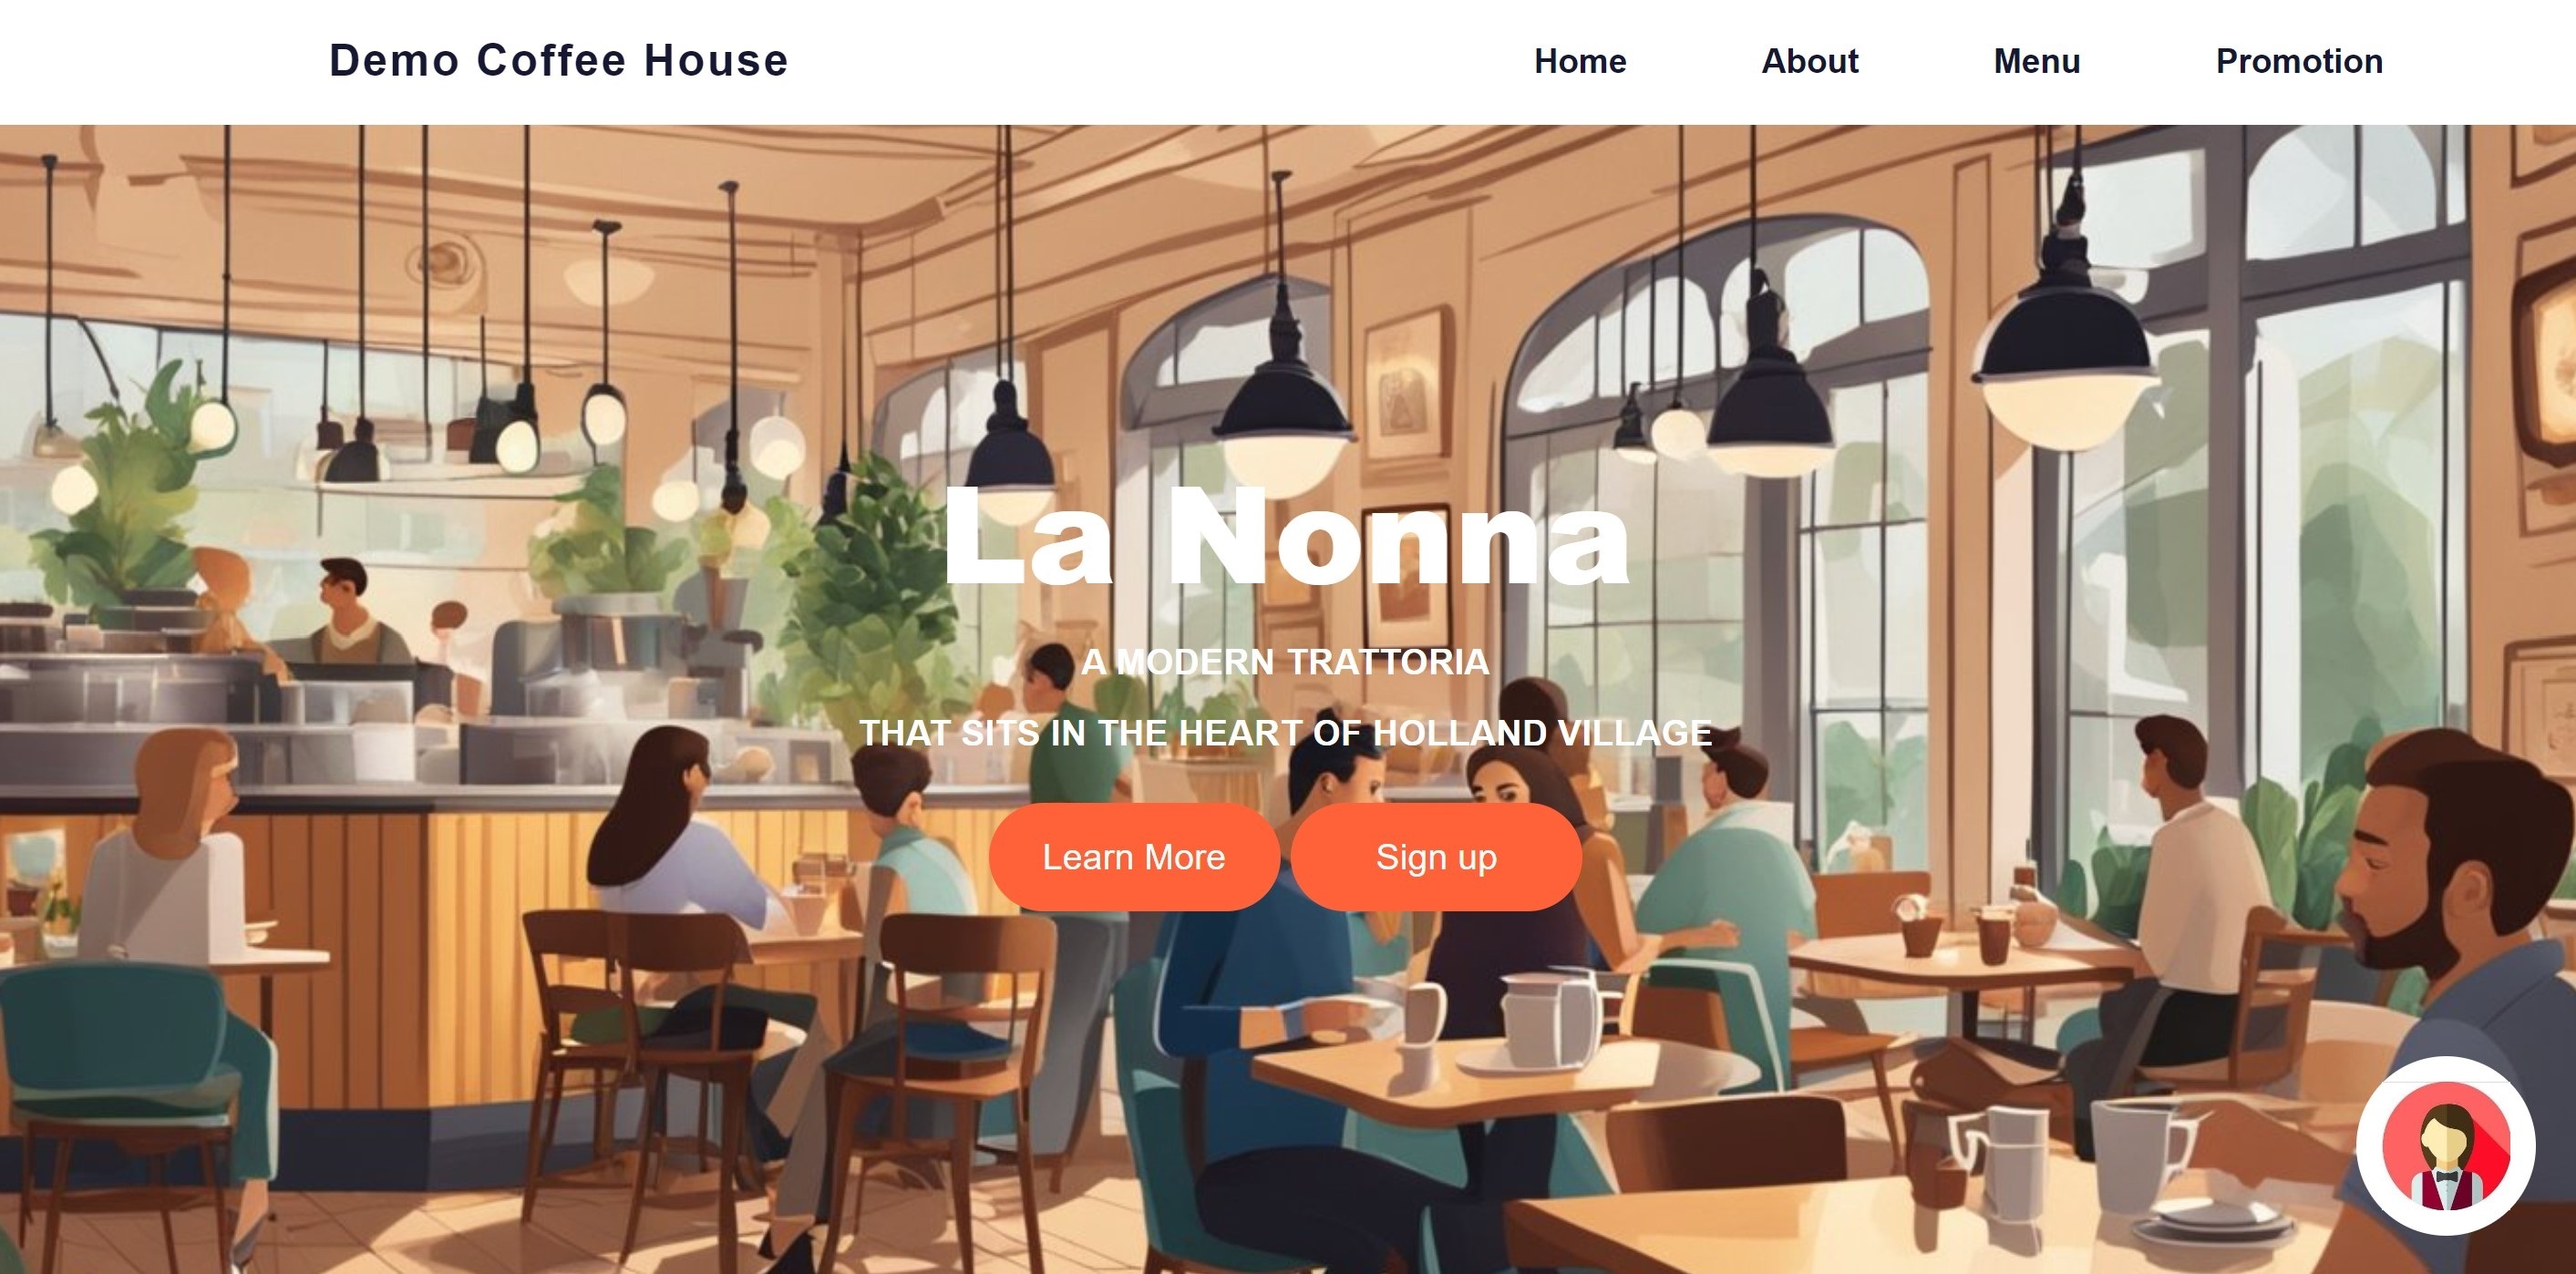 Demo Coffee House
Home About Menu Promotion
La Nonna
A MODERN TRATTORIA
THAT SITS IN THE HEART OF HOLLAND VILLAGE
Learn More
Sign up